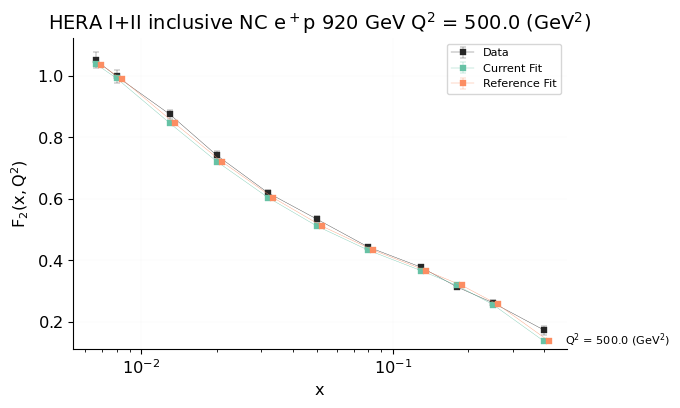 HERA I+II inclusive NC e⁺p 920 GeV Q² = 500.0 (GeV²)
Data
Current Fit
Reference Fit
F₂(x, Q²)
1.0
0.8
0.6
0.4
0.2
Q² = 500.0 (GeV²)
10⁻²
10⁻¹
x